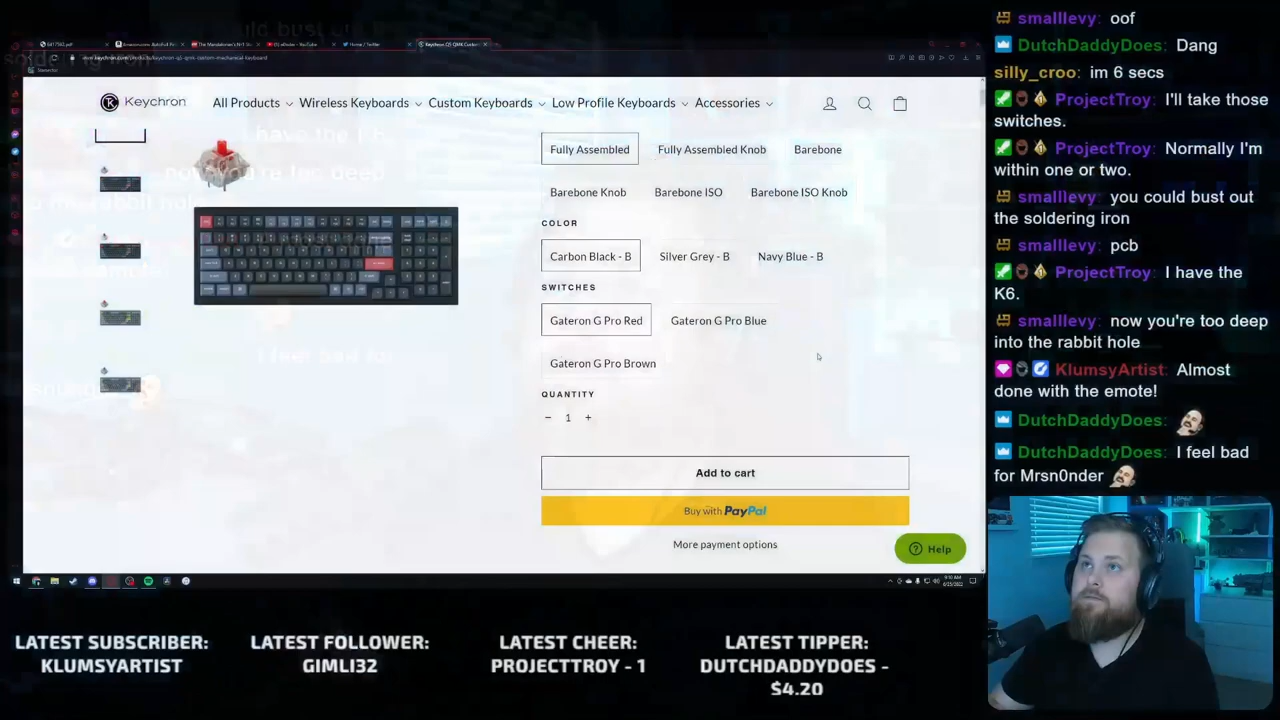 Keychron
All Products
Wireless Keyboards
Custom Keyboards
Low Profile Keyboards
Accessories
Fully Assembled
Fully Assembled Knob
Barebone
Barebone Knob
Barebone ISO
Barebone ISO Knob
COLOR
Carbon Black - B
Silver Grey - B
Navy Blue - B
SWITCHES
Gateron G Pro Red
Gateron G Pro Blue
Gateron G Pro Brown
QUANTITY
− 1 +
Add to cart
Buy with PayPal
More payment options
Help
smalllevy: oof
DutchDaddyDoes: Dang
silly_croo: im 6 secs
ProjectTroy: I'll take those
switches.
ProjectTroy: Normally I'm
within one or two.
smalllevy: you could bust out
the soldering iron
smalllevy: pcb
ProjectTroy: I have the
K6.
smalllevy: now you're too deep
into the rabbit hole
KlumsyArtist: Almost
done with the emote!
DutchDaddyDoes:
DutchDaddyDoes: I feel bad
for Mrsn0nder
LATEST SUBSCRIBER:
KLUMSYARTIST
LATEST FOLLOWER:
GIMLI32
LATEST CHEER:
PROJECTTROY - 1
LATEST TIPPER:
DUTCHDADDYDOES -
$4.20